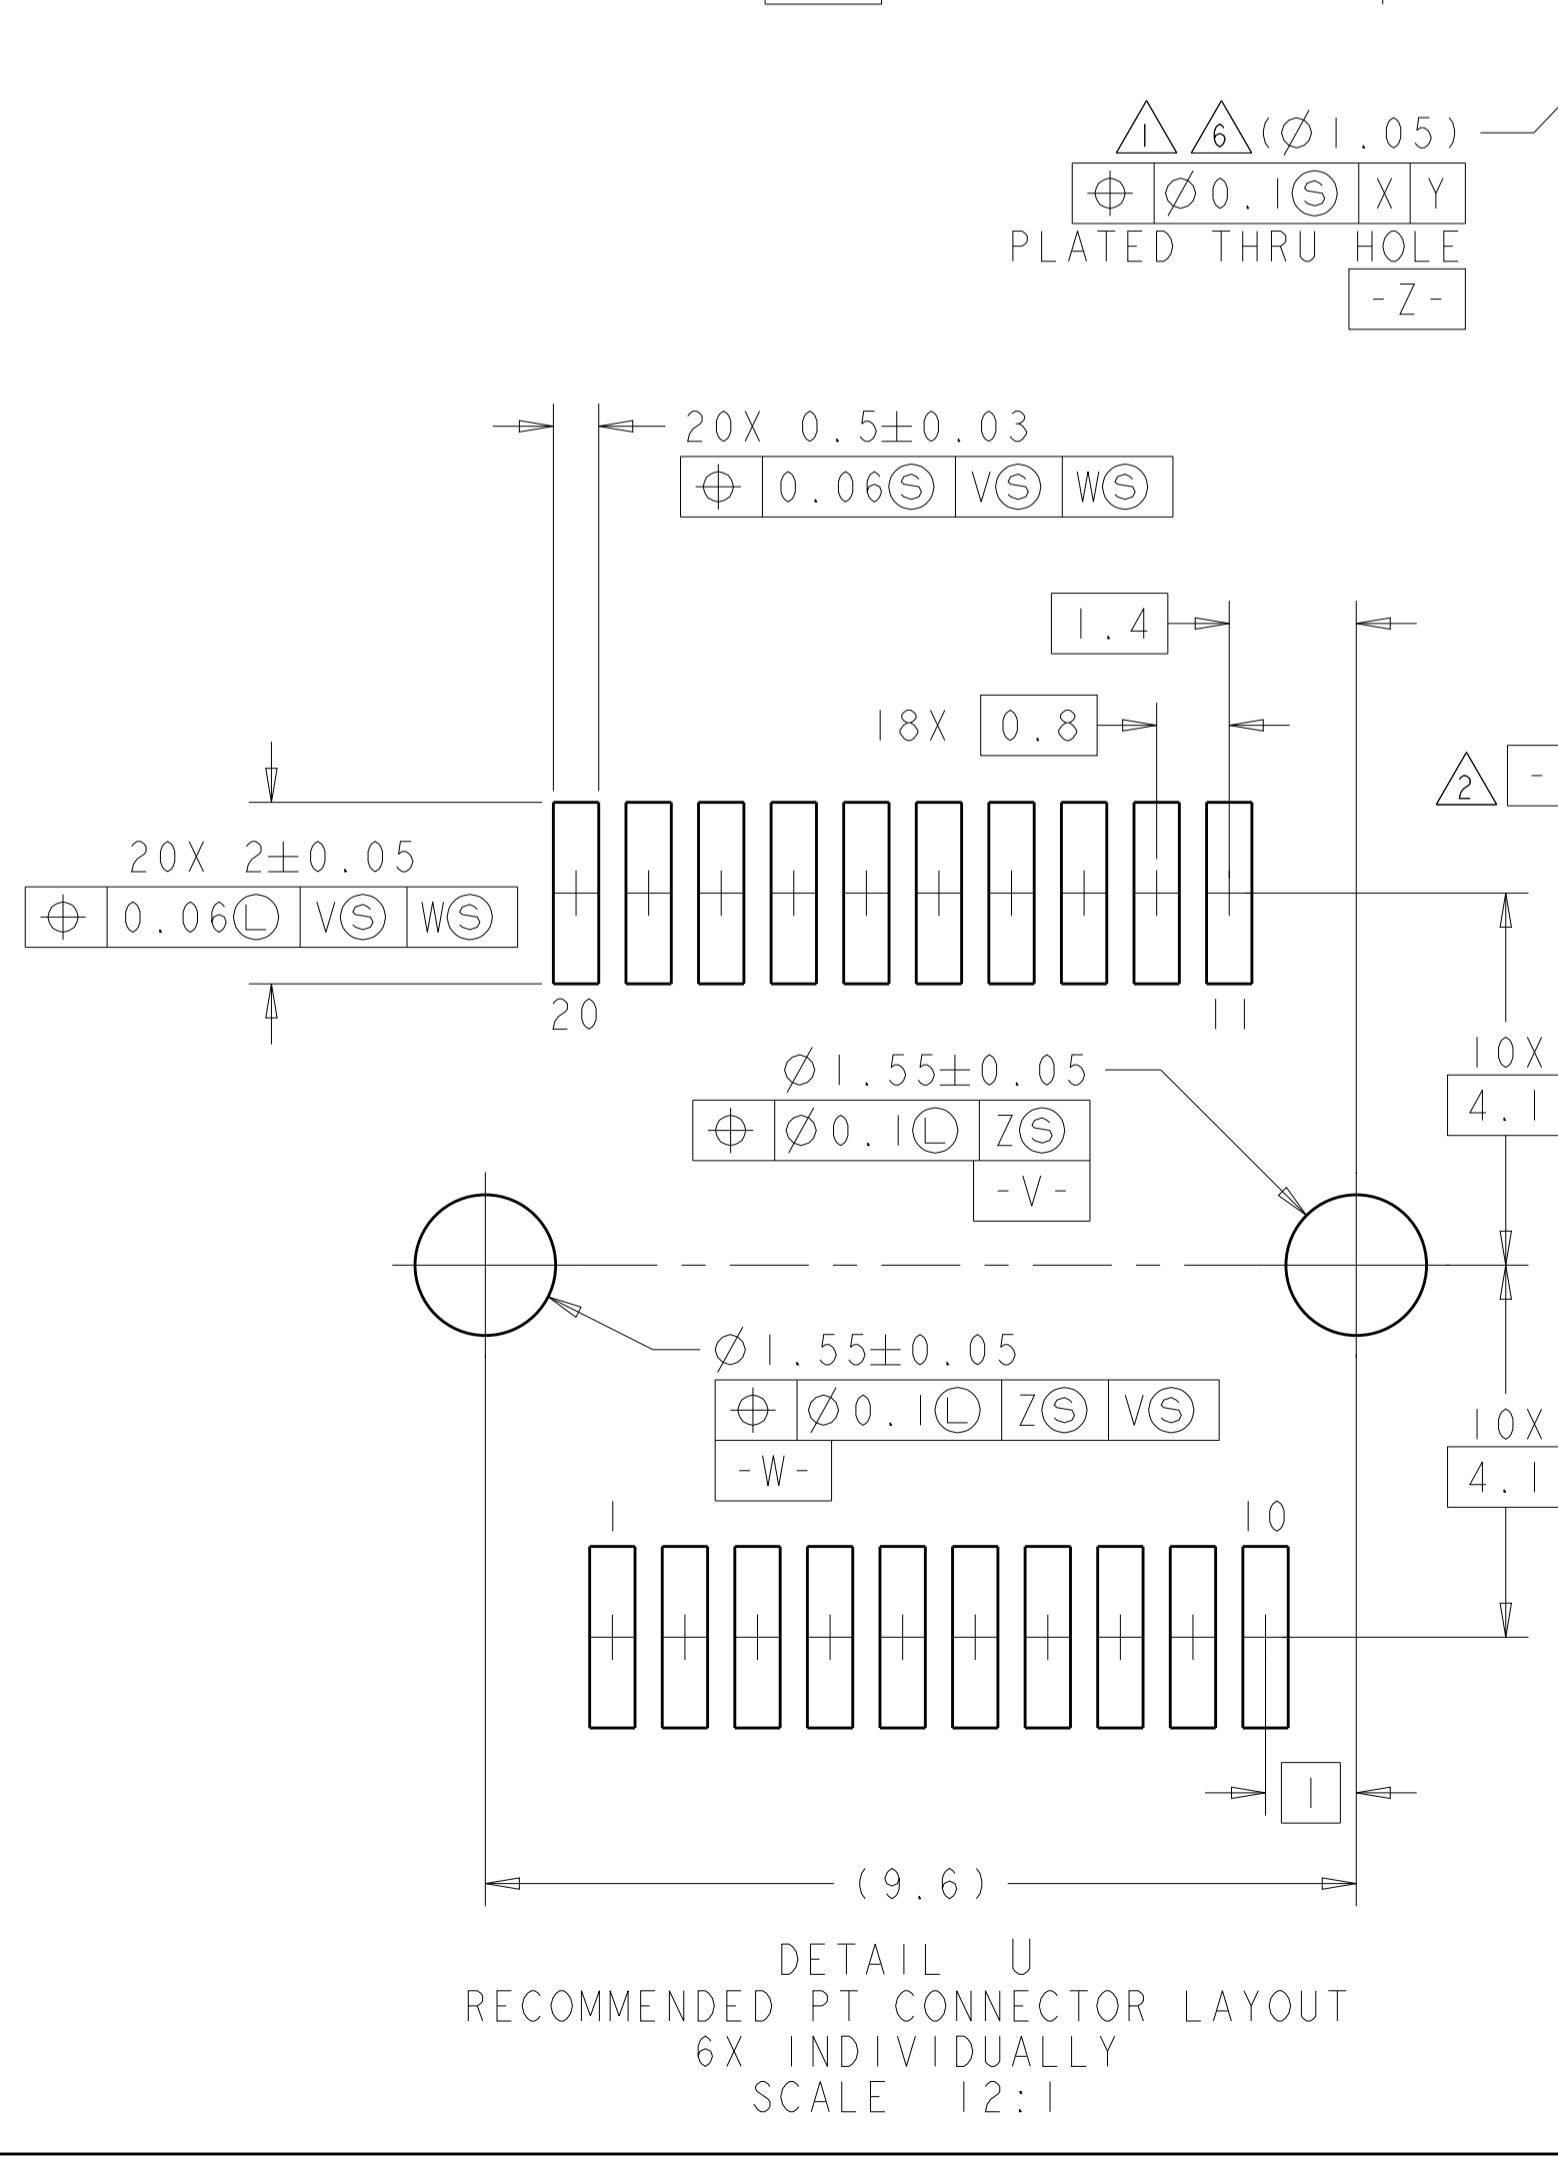 1 6 (Ø1.05)
⌖ Ø0.1Ⓢ X Y
PLATED THRU HOLE
-Z-
20X 0.5±0.03
⌖ 0.06Ⓢ VⓈ WⓈ
1.4
18X 0.8
2 -
20X 2±0.05
⌖ 0.06Ⓛ VⓈ WⓈ
20 11
10X
4.1
Ø1.55±0.05
⌖ Ø0.1Ⓛ ZⓈ
-V-
Ø1.55±0.05
⌖ Ø0.1Ⓛ ZⓈ VⓈ
-W-
10X
4.1
1 10
1
(9.6)
DETAIL U
RECOMMENDED PT CONNECTOR LAYOUT
6X INDIVIDUALLY
SCALE 12:1